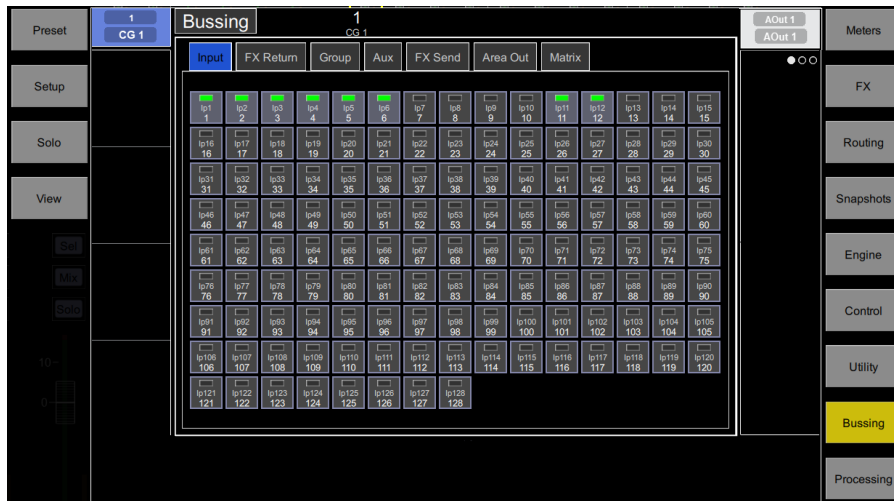 Preset
Setup
Solo
View
Sel
Mix
Solo
10
0
1
CG 1
Bussing
1
CG 1
AOut 1
AOut 1
Input FX Return Group Aux FX Send Area Out Matrix
Ip1 Ip2 Ip3 Ip4 Ip5 Ip6 Ip7 Ip8 Ip9 Ip10 Ip11 Ip12 Ip13 Ip14 Ip15
1 2 3 4 5 6 7 8 9 10 11 12 13 14 15
Ip16 Ip17 Ip18 Ip19 Ip20 Ip21 Ip22 Ip23 Ip24 Ip25 Ip26 Ip27 Ip28 Ip29 Ip30
16 17 18 19 20 21 22 23 24 25 26 27 28 29 30
Ip31 Ip32 Ip33 Ip34 Ip35 Ip36 Ip37 Ip38 Ip39 Ip40 Ip41 Ip42 Ip43 Ip44 Ip45
31 32 33 34 35 36 37 38 39 40 41 42 43 44 45
Ip46 Ip47 Ip48 Ip49 Ip50 Ip51 Ip52 Ip53 Ip54 Ip55 Ip56 Ip57 Ip58 Ip59 Ip60
46 47 48 49 50 51 52 53 54 55 56 57 58 59 60
Ip61 Ip62 Ip63 Ip64 Ip65 Ip66 Ip67 Ip68 Ip69 Ip70 Ip71 Ip72 Ip73 Ip74 Ip75
61 62 63 64 65 66 67 68 69 70 71 72 73 74 75
Ip76 Ip77 Ip78 Ip79 Ip80 Ip81 Ip82 Ip83 Ip84 Ip85 Ip86 Ip87 Ip88 Ip89 Ip90
76 77 78 79 80 81 82 83 84 85 86 87 88 89 90
Ip91 Ip92 Ip93 Ip94 Ip95 Ip96 Ip97 Ip98 Ip99 Ip100 Ip101 Ip102 Ip103 Ip104 Ip105
91 92 93 94 95 96 97 98 99 100 101 102 103 104 105
Ip106 Ip107 Ip108 Ip109 Ip110 Ip111 Ip112 Ip113 Ip114 Ip115 Ip116 Ip117 Ip118 Ip119 Ip120
106 107 108 109 110 111 112 113 114 115 116 117 118 119 120
Ip121 Ip122 Ip123 Ip124 Ip125 Ip126 Ip127 Ip128
121 122 123 124 125 126 127 128
Meters
FX
Routing
Snapshots
Engine
Control
Utility
Bussing
Processing